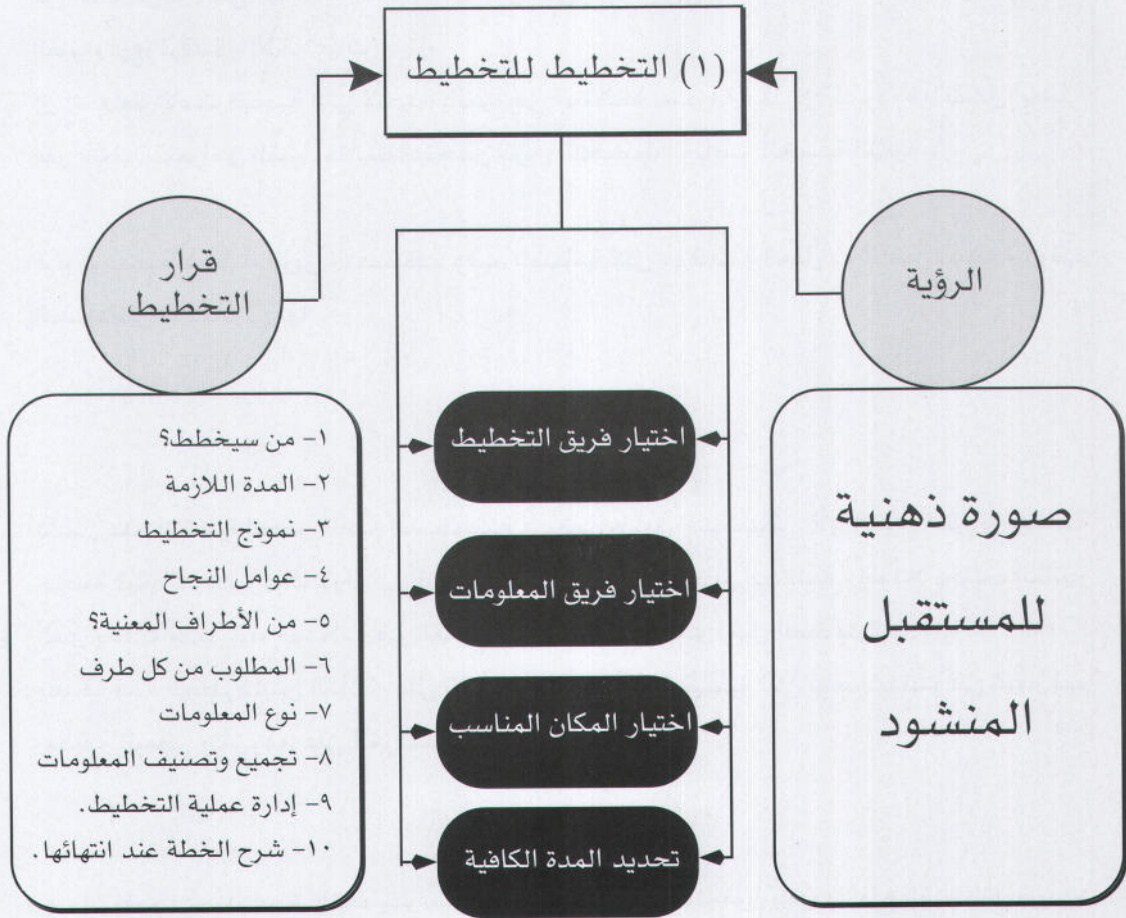 (١) التخطيط للتخطيط
الرؤية
صورة ذهنية
للمستقبل
المنشود
اختيار فريق التخطيط
اختيار فريق المعلومات
اختيار المكان المناسب
تحديد المدة الكافية
قرار
التخطيط
١- من سيخطط؟
٢- المدة اللازمة
٣- نموذج التخطيط
٤- عوامل النجاح
٥- من الأطراف المعنية؟
٦- المطلوب من كل طرف
٧- نوع المعلومات
٨- تجميع وتصنيف المعلومات
٩- إدارة عملية التخطيط.
١٠- شرح الخطة عند انتهائها.